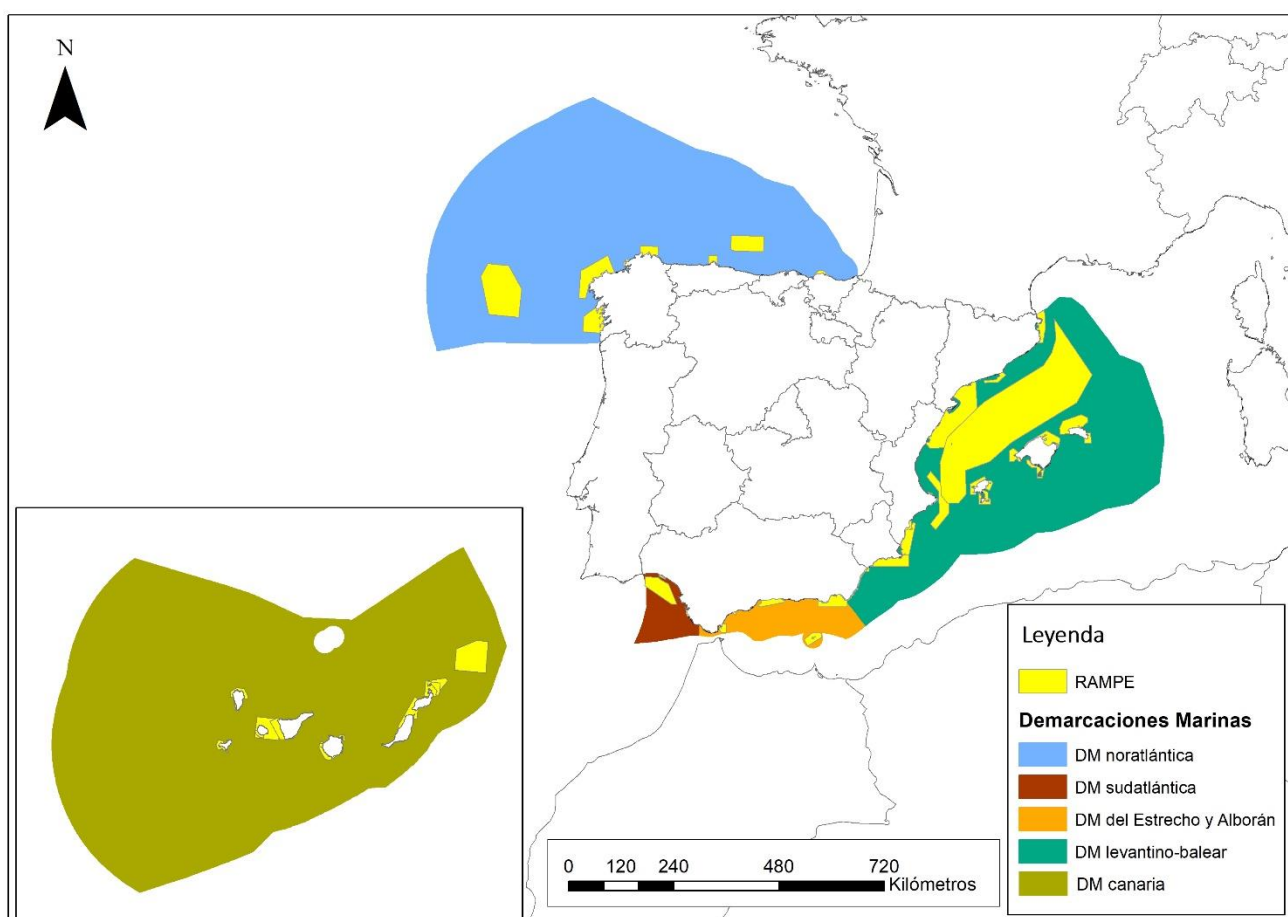 N
Leyenda
RAMPE
Demarcaciones Marinas
DM noratlántica
DM sudatlántica
DM del Estrecho y Alborán
DM levantino-balear
DM canaria
0 120 240 480 720
Kilómetros